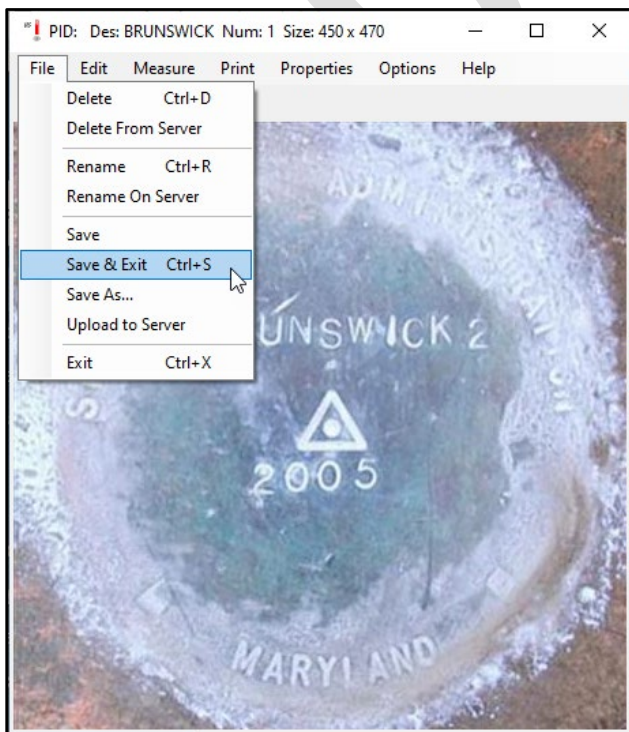 PID: Des: BRUNSWICK Num: 1 Size: 450 x 470
File Edit Measure Print Properties Options Help
Delete Ctrl+D
Delete From Server
Rename Ctrl+R
Rename On Server
Save
Save & Exit Ctrl+S
Save As...
Upload to Server
Exit Ctrl+X
ADMINISTRATION
UNSWICK 2
2005
MARYLAND